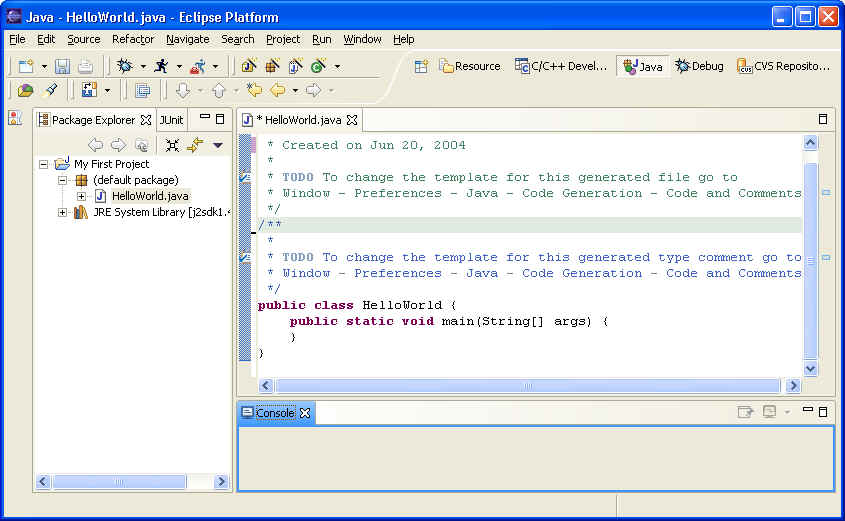 Java - HelloWorld.java - Eclipse Platform
File Edit Source Refactor Navigate Search Project Run Window Help
Resource C/C++ Devel... Java Debug CVS Reposito...
Package Explorer JUnit
My First Project
(default package)
HelloWorld.java
JRE System Library [j2sdk1.4
* HelloWorld.java
* Created on Jun 20, 2004
*
* TODO To change the template for this generated file go to
* Window - Preferences - Java - Code Generation - Code and Comments
*/
/**
*
* TODO To change the template for this generated type comment go to
* Window - Preferences - Java - Code Generation - Code and Comments
*/
public class HelloWorld {
public static void main(String[] args) {
}
}
Console